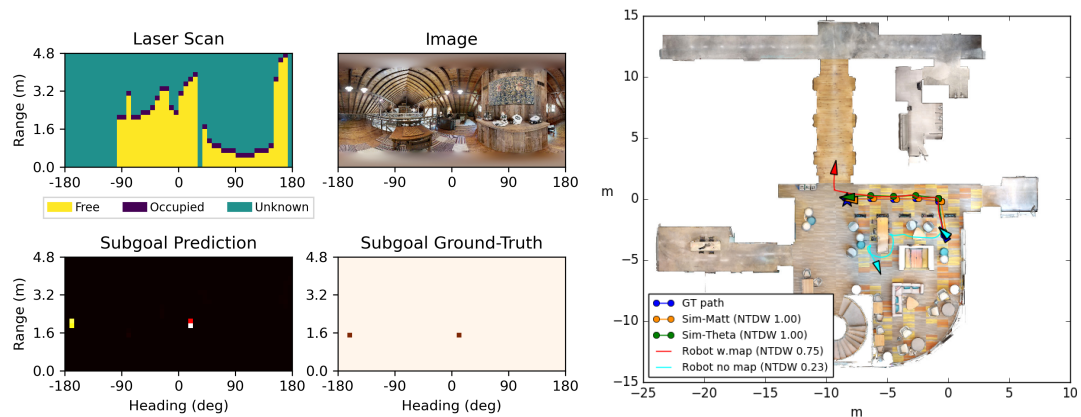 Laser Scan
Range (m)
4.8
3.2
1.6
0.0
-180
-90
0
90
180
Free
Occupied
Unknown
Image
-180
-90
0
90
180
Subgoal Prediction
Range (m)
4.8
3.2
1.6
0.0
-180
-90
0
90
180
Heading (deg)
Subgoal Ground-Truth
4.8
3.2
1.6
0.0
-180
-90
0
90
180
Heading (deg)
15
10
5
0
−5
−10
−15
m
−25
−20
−15
−10
−5
0
5
10
m
GT path
Sim-Matt (NTDW 1.00)
Sim-Theta (NTDW 1.00)
Robot w.map (NTDW 0.75)
Robot no map (NTDW 0.23)